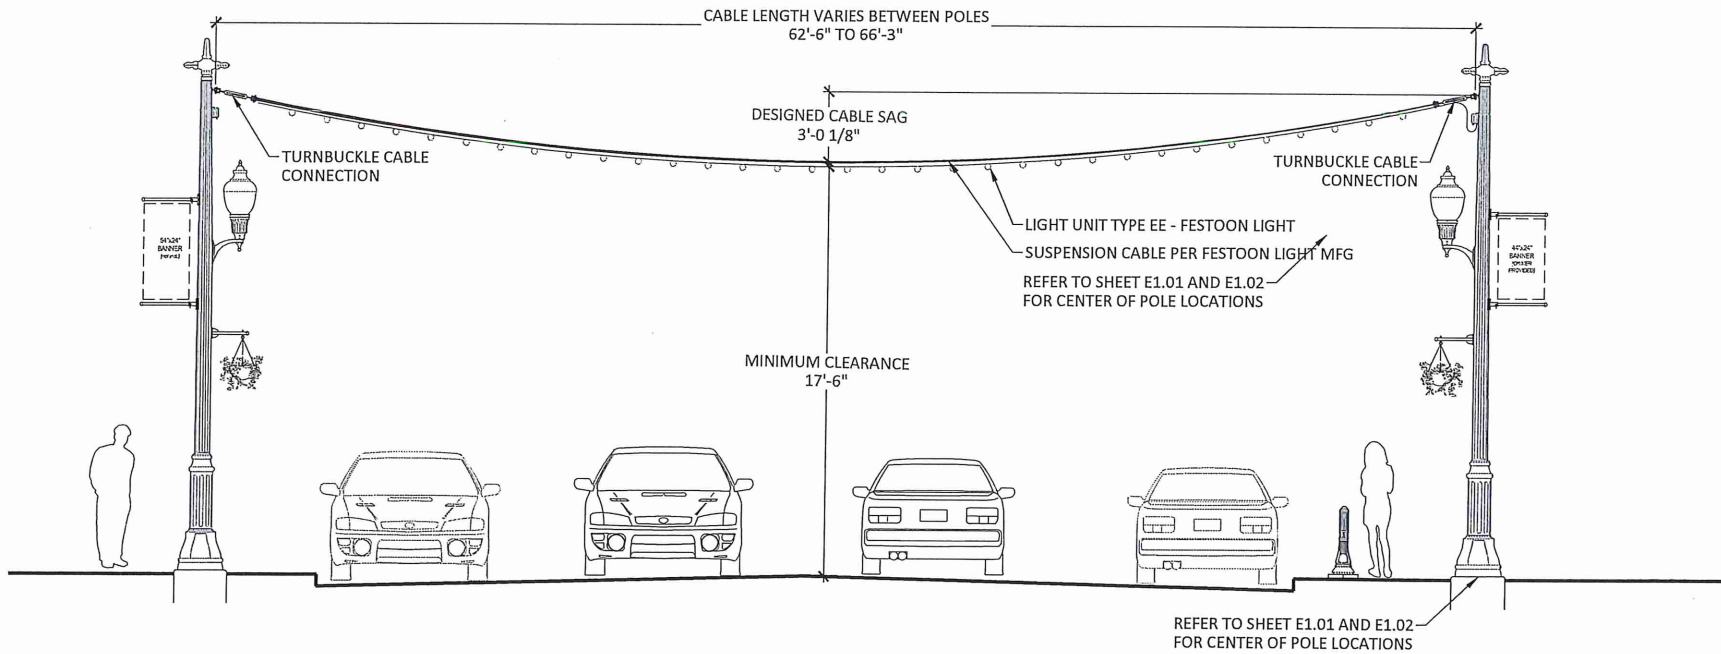 CABLE LENGTH VARIES BETWEEN POLES
62'-6" TO 66'-3"
DESIGNED CABLE SAG
3'-0 1/8"
TURNBUCKLE CABLE
CONNECTION
TURNBUCKLE CABLE
CONNECTION
LIGHT UNIT TYPE EE - FESTOON LIGHT
SUSPENSION CABLE PER FESTOON LIGHT MFG
REFER TO SHEET E1.01 AND E1.02
FOR CENTER OF POLE LOCATIONS
54"x24"
BANNER
BANNER
MINIMUM CLEARANCE
17'-6"
REFER TO SHEET E1.01 AND E1.02
FOR CENTER OF POLE LOCATIONS